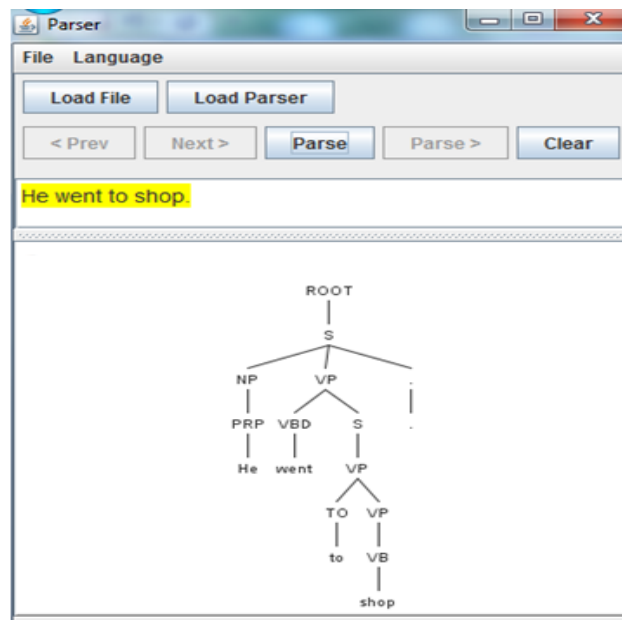 Parser
File Language
Load File Load Parser
< Prev Next > Parse Parse > Clear
He went to shop.
ROOT
S
NP VP .
PRP VBD S .
He went VP
TO VP
to VB
shop